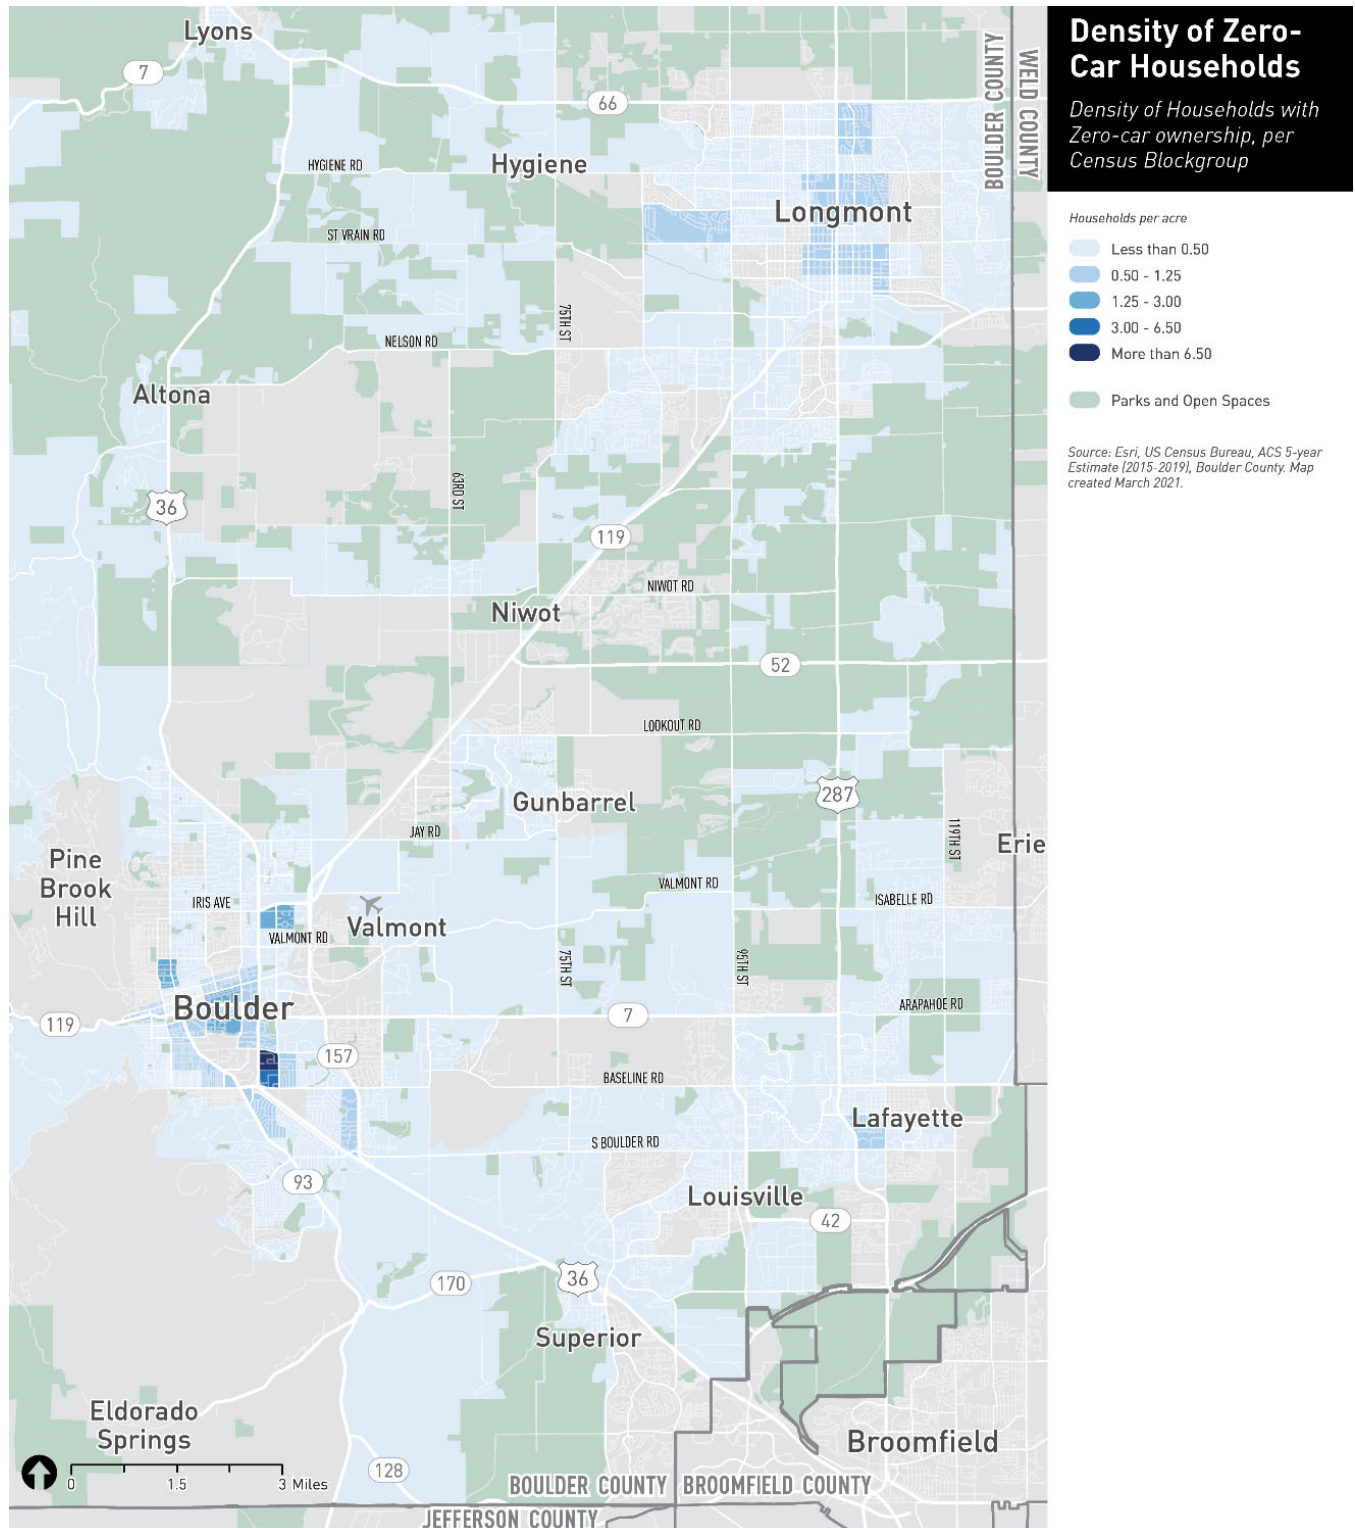 Density of Zero-
Car Households
Density of Households with
Zero-car ownership, per
Census Blockgroup
Households per acre
Less than 0.50
0.50 - 1.25
1.25 - 3.00
3.00 - 6.50
More than 6.50
Parks and Open Spaces
Source: Esri, US Census Bureau, ACS 5-year
Estimate (2015-2019), Boulder County. Map
created March 2021.
Lyons
7
66
BOULDER COUNTY
WELD COUNTY
HYGIENE RD
Hygiene
Longmont
ST VRAIN RD
75TH ST
NELSON RD
Altona
63RD ST
36
119
NIWOT RD
Niwot
52
LOOKOUT RD
287
Gunbarrel
JAY RD
119TH ST
Erie
Pine
Brook
Hill
VALMONT RD
ISABELLE RD
IRIS AVE
Valmont
VALMONT RD
75TH ST
95TH ST
Boulder
ARAPAHOE RD
119
7
157
BASELINE RD
Lafayette
S BOULDER RD
93
Louisville
42
170
36
Superior
Eldorado
Springs
Broomfield
128
0
1.5
3 Miles
BOULDER COUNTY
BROOMFIELD COUNTY
JEFFERSON COUNTY